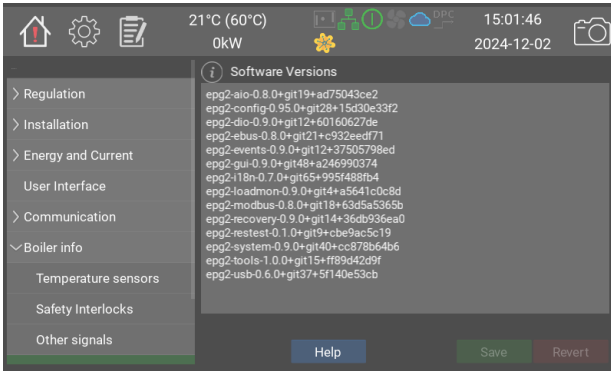 21°C (60°C)
0kW
DPC
15:01:46
2024-12-02
Software Versions
Regulation
Installation
Energy and Current
User Interface
Communication
Boiler info
Temperature sensors
Safety Interlocks
Other signals
epg2-aio-0.8.0+git19+ad75043ce2
epg2-config-0.95.0+git28+15d30e33f2
epg2-dio-0.9.0+git12+60160627de
epg2-ebus-0.8.0+git21+c932eedf71
epg2-events-0.9.0+git12+37505798ed
epg2-gui-0.9.0+git48+a246990374
epg2-i18n-0.7.0+git65+995f488fb4
epg2-loadmon-0.9.0+git4+a5641c0c8d
epg2-modbus-0.8.0+git18+63d5a5365b
epg2-recovery-0.9.0+git14+36db936ea0
epg2-restest-0.1.0+git9+cbe9ac5c19
epg2-system-0.9.0+git40+cc878b64b6
epg2-tools-1.0.0+git15+ff89d42d9f
epg2-usb-0.6.0+git37+5f140e53cb
Help
Save
Revert